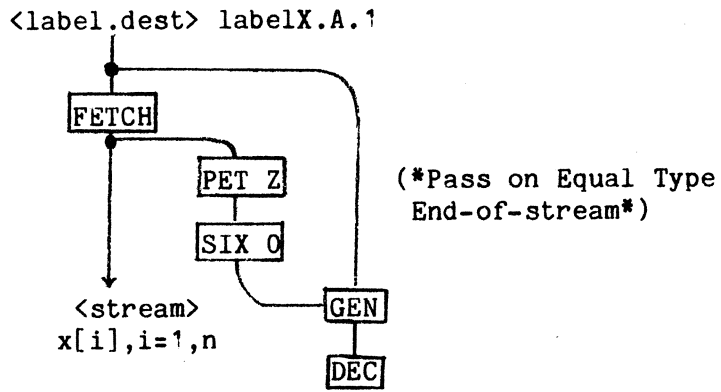 <label.dest> labelX.A.1
FETCH
PET Z
(*Pass on Equal Type
End-of-stream*)
SIX 0
<stream>
x[i],i=1,n
GEN
DEC